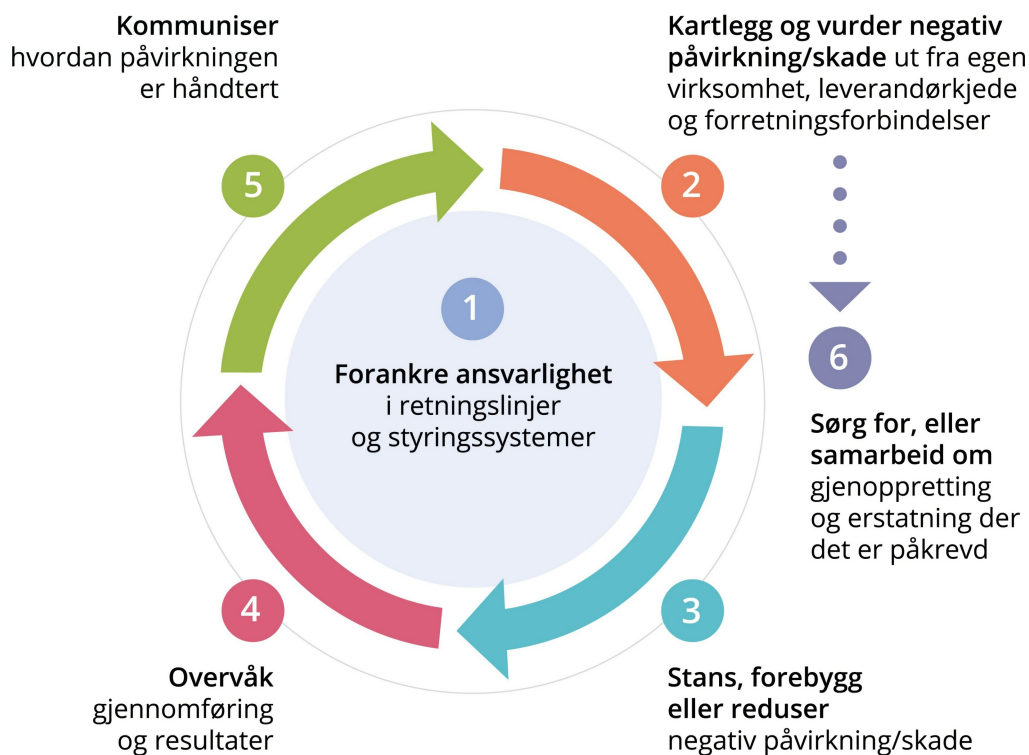 1
Forankre ansvarlighet
i retningslinjer
og styringssystemer
2
Kartlegg og vurder negativ
påvirkning/skade ut fra egen
virksomhet, leverandørkjede
og forretningsforbindelser
3
Stans, forebygg
eller reduser
negativ påvirkning/skade
4
Overvåk
gjennomføring
og resultater
5
Kommuniser
hvordan påvirkningen
er håndtert
6
Sørg for, eller
samarbeid om
gjenoppretting
og erstatning der
det er påkrevd